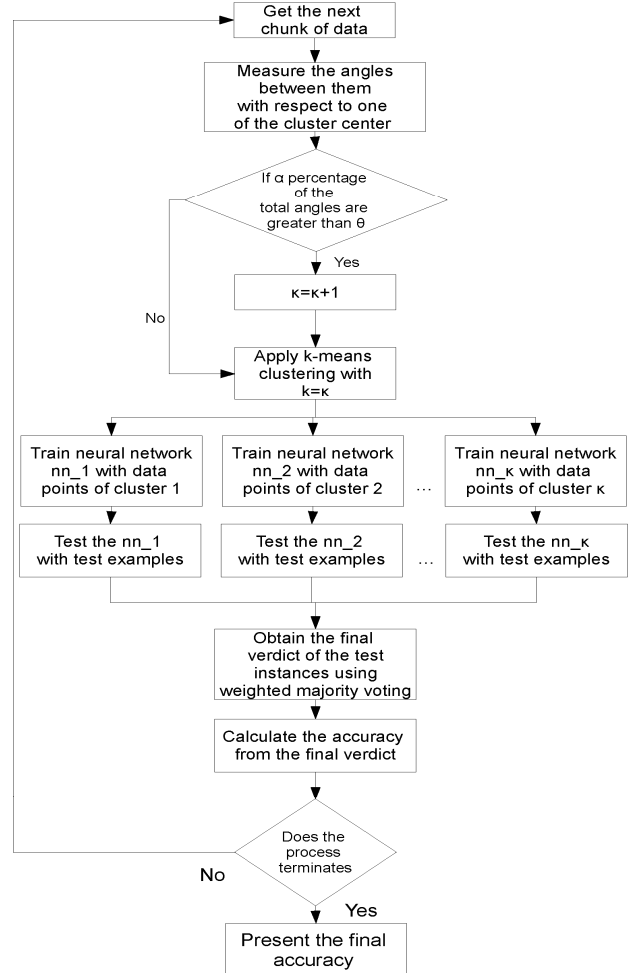 Get the next
chunk of data
Measure the angles
between them
with respect to one
of the cluster center
If α percentage
of the
total angles are
greater than θ
Yes
κ=κ+1
No
Apply k-means
clustering with
k=κ
Train neural network
nn_1 with data
points of cluster 1
Train neural network
nn_2 with data
points of cluster 2
...
Train neural network
nn_κ with data
points of cluster κ
Test the nn_1
with test examples
Test the nn_2
with test examples
...
Test the nn_κ
with test examples
Obtain the final
verdict of the test
instances using
weighted majority voting
Calculate the accuracy
from the final verdict
Does the
process
terminates
No
Yes
Present the final
accuracy